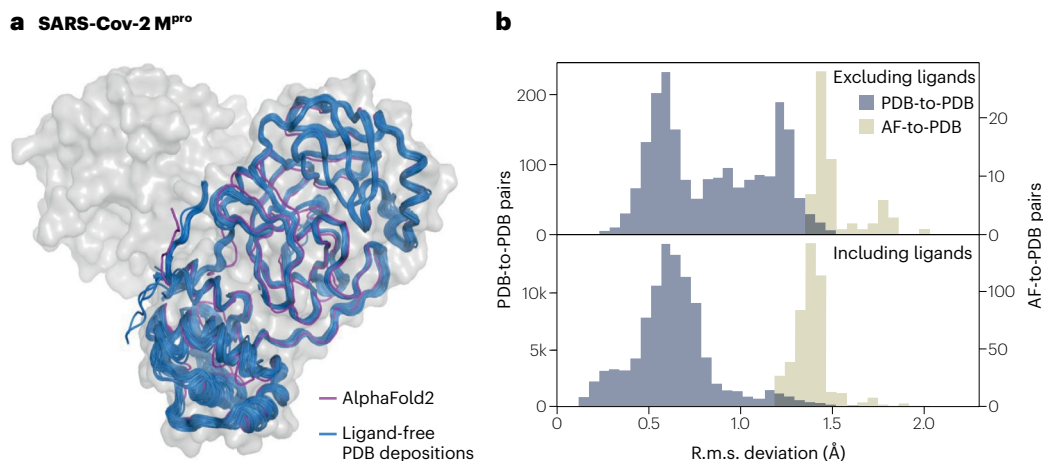 a SARS-Cov-2 Mpro
AlphaFold2
Ligand-free
PDB depositions
b
Excluding ligands
PDB-to-PDB
AF-to-PDB
200
100
0
20
10
0
Including ligands
10k
5k
0
100
50
0
PDB-to-PDB pairs
AF-to-PDB pairs
0 0.5 1.0 1.5 2.0
R.m.s. deviation (Å)